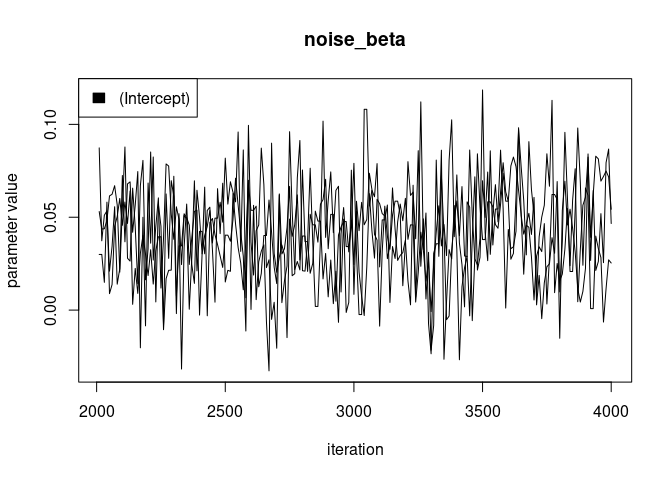 noise_beta
(Intercept)
parameter value
0.10
0.05
0.00
2000 2500 3000 3500 4000
iteration